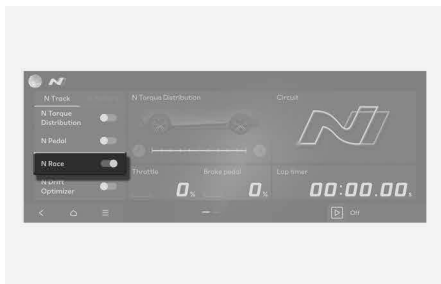 N
N Track
N Torque Distribution
Circuit
N Torque
Distribution
N Pedal
N Race
N Drift
Optimizer
Throttle
Brake pedal
Lap timer
0%
0%
00:00.00s
Off